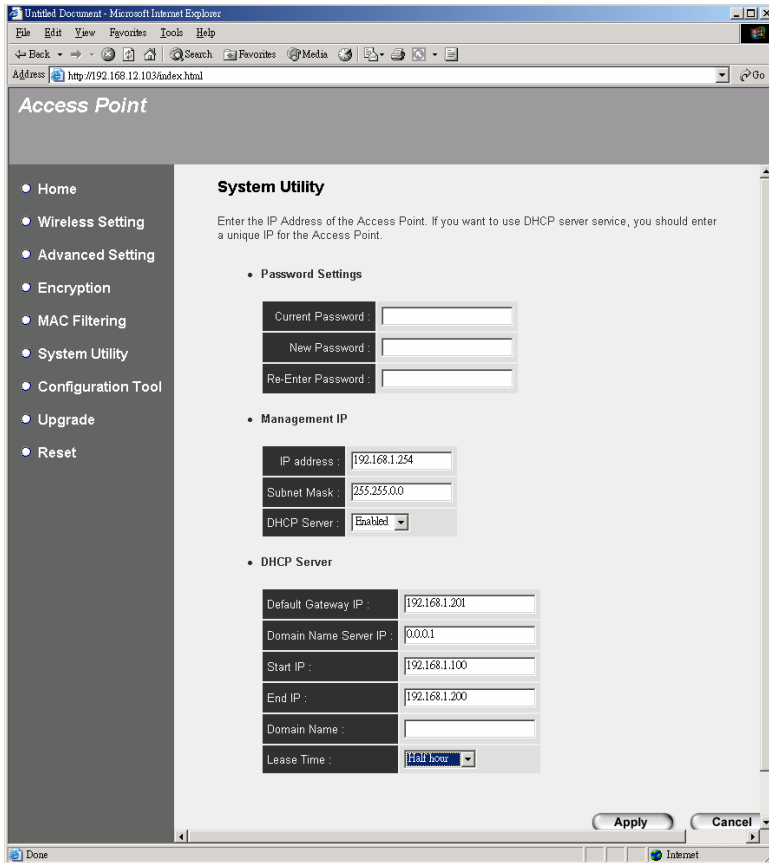 Untitled Document - Microsoft Internet Explorer
File Edit View Favorites Tools Help
Back Search Favorites Media
Address http://192.168.12.103/index.html Go
Access Point
Home
Wireless Setting
Advanced Setting
Encryption
MAC Filtering
System Utility
Configuration Tool
Upgrade
Reset
System Utility
Enter the IP Address of the Access Point. If you want to use DHCP server service, you should enter
a unique IP for the Access Point.
Password Settings
Current Password :
New Password :
Re-Enter Password :
Management IP
IP address : 192.168.1.254
Subnet Mask : 255.255.0.0
DHCP Server : Enabled
DHCP Server
Default Gateway IP : 192.168.1.201
Domain Name Server IP : 0.0.0.1
Start IP : 192.168.1.100
End IP : 192.168.1.200
Domain Name :
Lease Time : Half hour
Apply Cancel
Done Internet